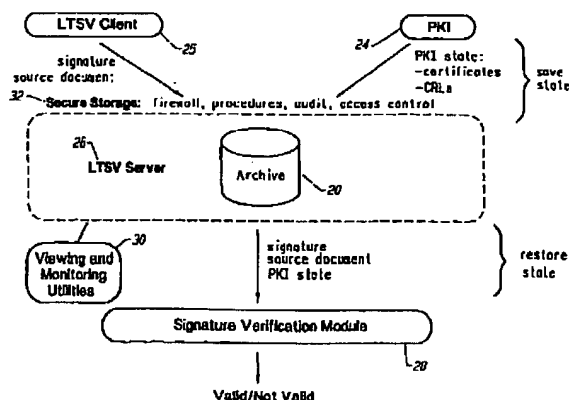 LTSV Client
25
PKI
24
signature
source document;
PKI state:
-certificates
-CRLs
save
state
32
Secure Storage: firewall, procedures, audit, access control
26
LTSV Server
Archive
20
30
Viewing and
Monitoring
Utilities
signature
source document
PKI state
restore
state
Signature Verification Module
28
Valid/Not Valid